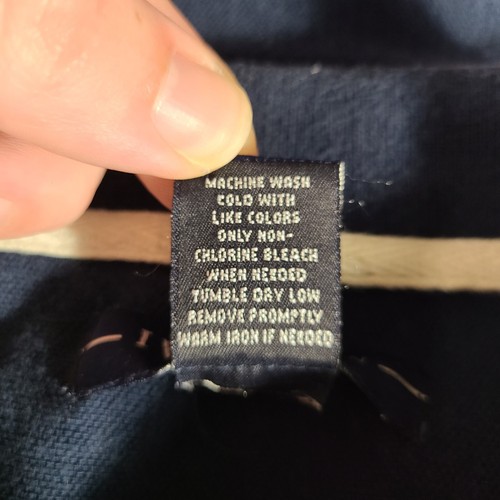 MACHINE WASH
COLD WITH
LIKE COLORS
ONLY NON-
CHLORINE BLEACH
WHEN NEEDED
TUMBLE DRY LOW
REMOVE PROMPTLY
WARM IRON IF NEEDED